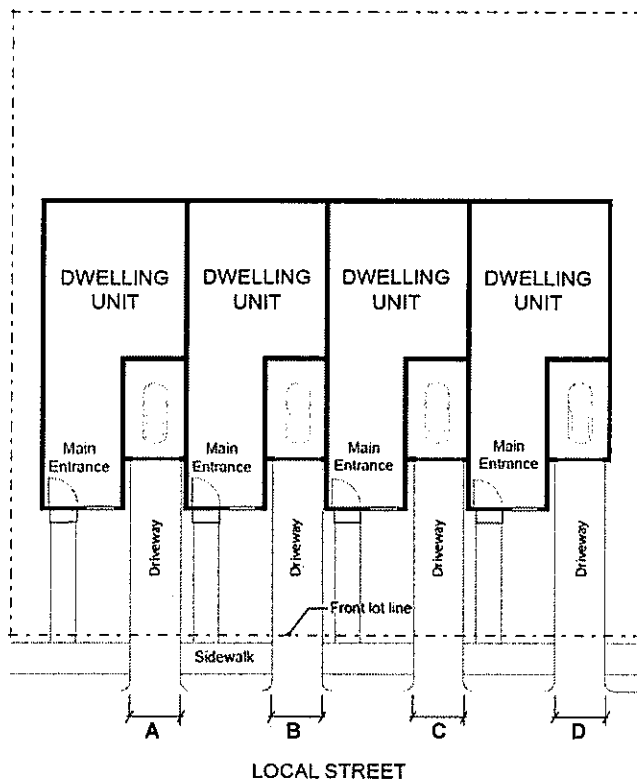 DWELLING
UNIT
DWELLING
UNIT
DWELLING
UNIT
DWELLING
UNIT
Main
Entrance
Main
Entrance
Main
Entrance
Main
Entrance
Driveway
Driveway
Driveway
Driveway
Front lot line
Sidewalk
A
B
C
D
LOCAL STREET